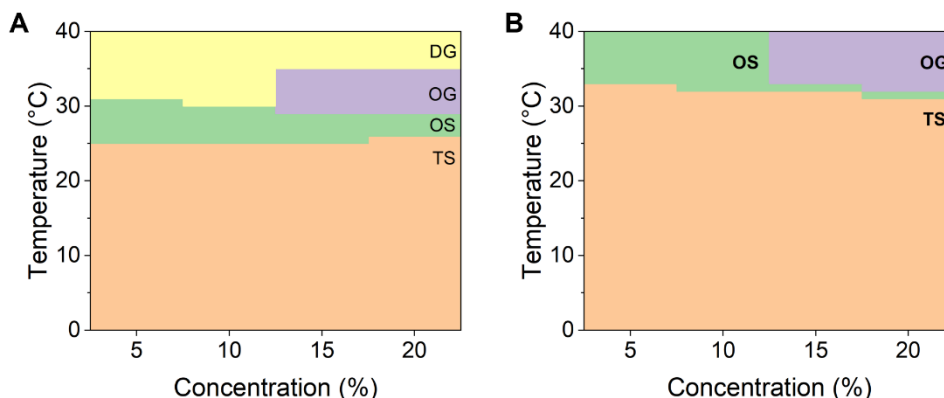 A
Temperature (°C)
40
30
20
10
0
DG
OG
OS
TS
5
10
15
20
Concentration (%)
B
Temperature (°C)
40
30
20
10
0
OS
OG
TS
5
10
15
20
Concentration (%)